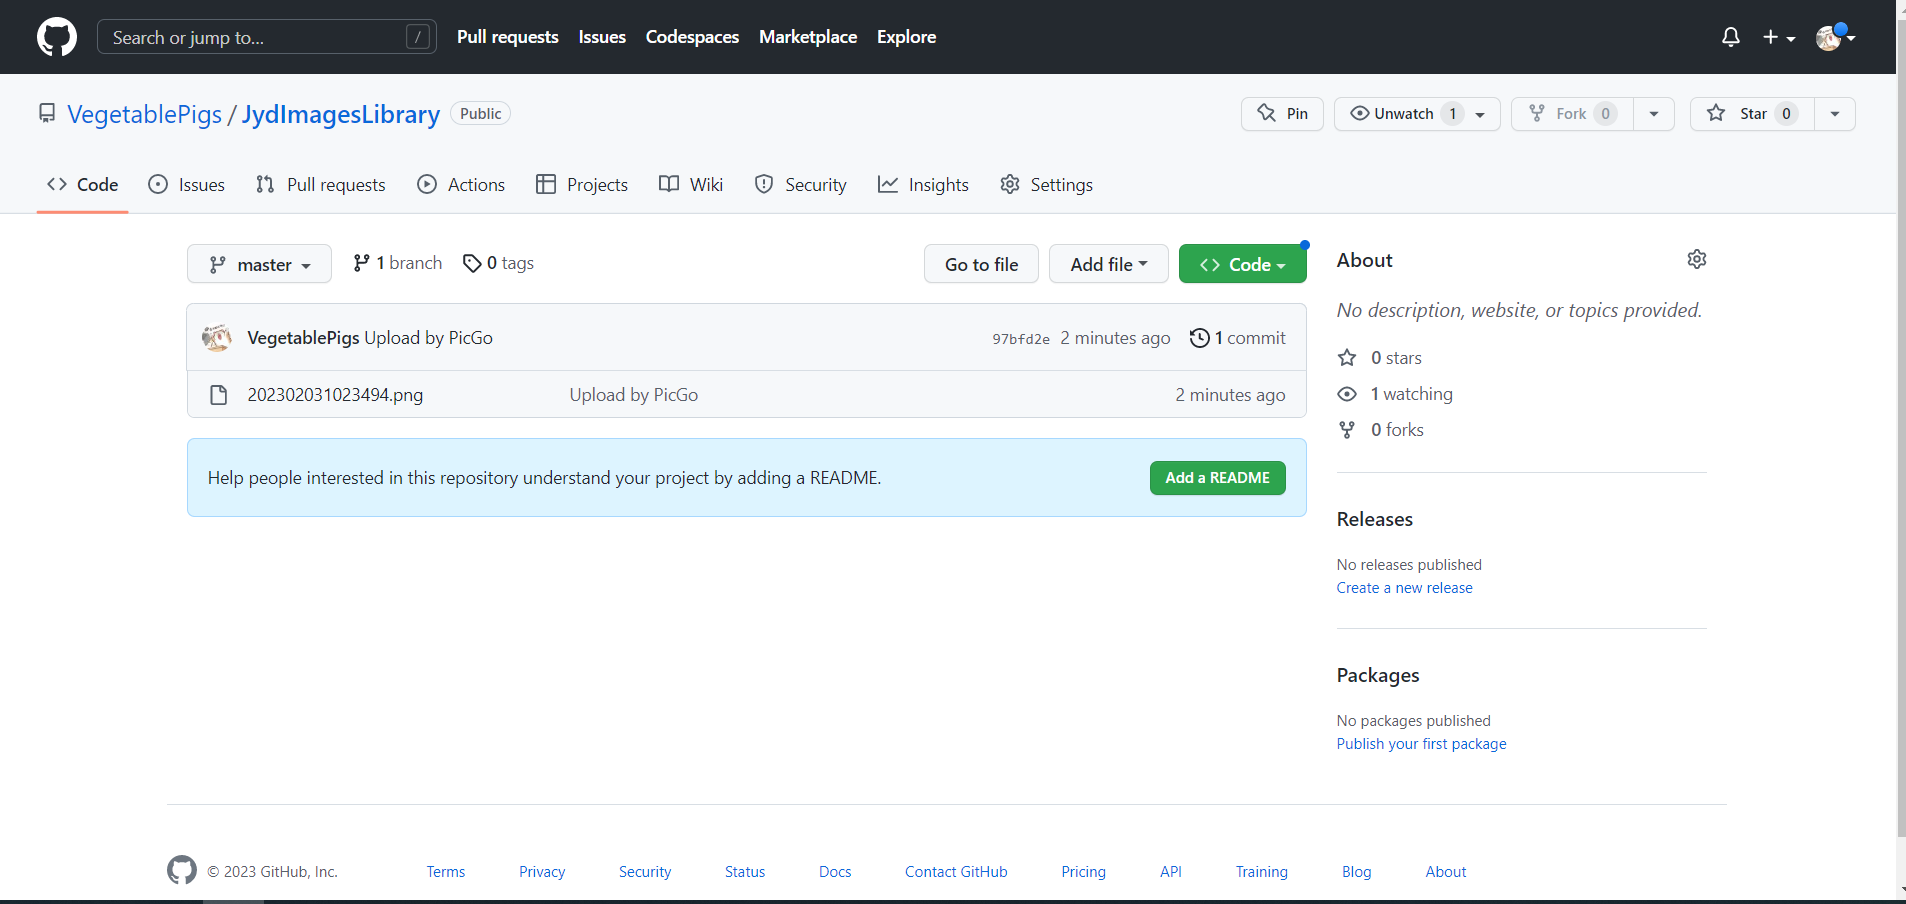 Search or jump to... / Pull requests Issues Codespaces Marketplace Explore
VegetablePigs / JydImagesLibrary Public Pin Unwatch 1 Fork 0 Star 0
Code Issues Pull requests Actions Projects Wiki Security Insights Settings
master 1 branch 0 tags Go to file Add file Code
VegetablePigs Upload by PicGo 97bfd2e 2 minutes ago 1 commit
202302031023494.png Upload by PicGo 2 minutes ago
Help people interested in this repository understand your project by adding a README. Add a README
About
No description, website, or topics provided.
0 stars
1 watching
0 forks
Releases
No releases published
Create a new release
Packages
No packages published
Publish your first package
© 2023 GitHub, Inc. Terms Privacy Security Status Docs Contact GitHub Pricing API Training Blog About